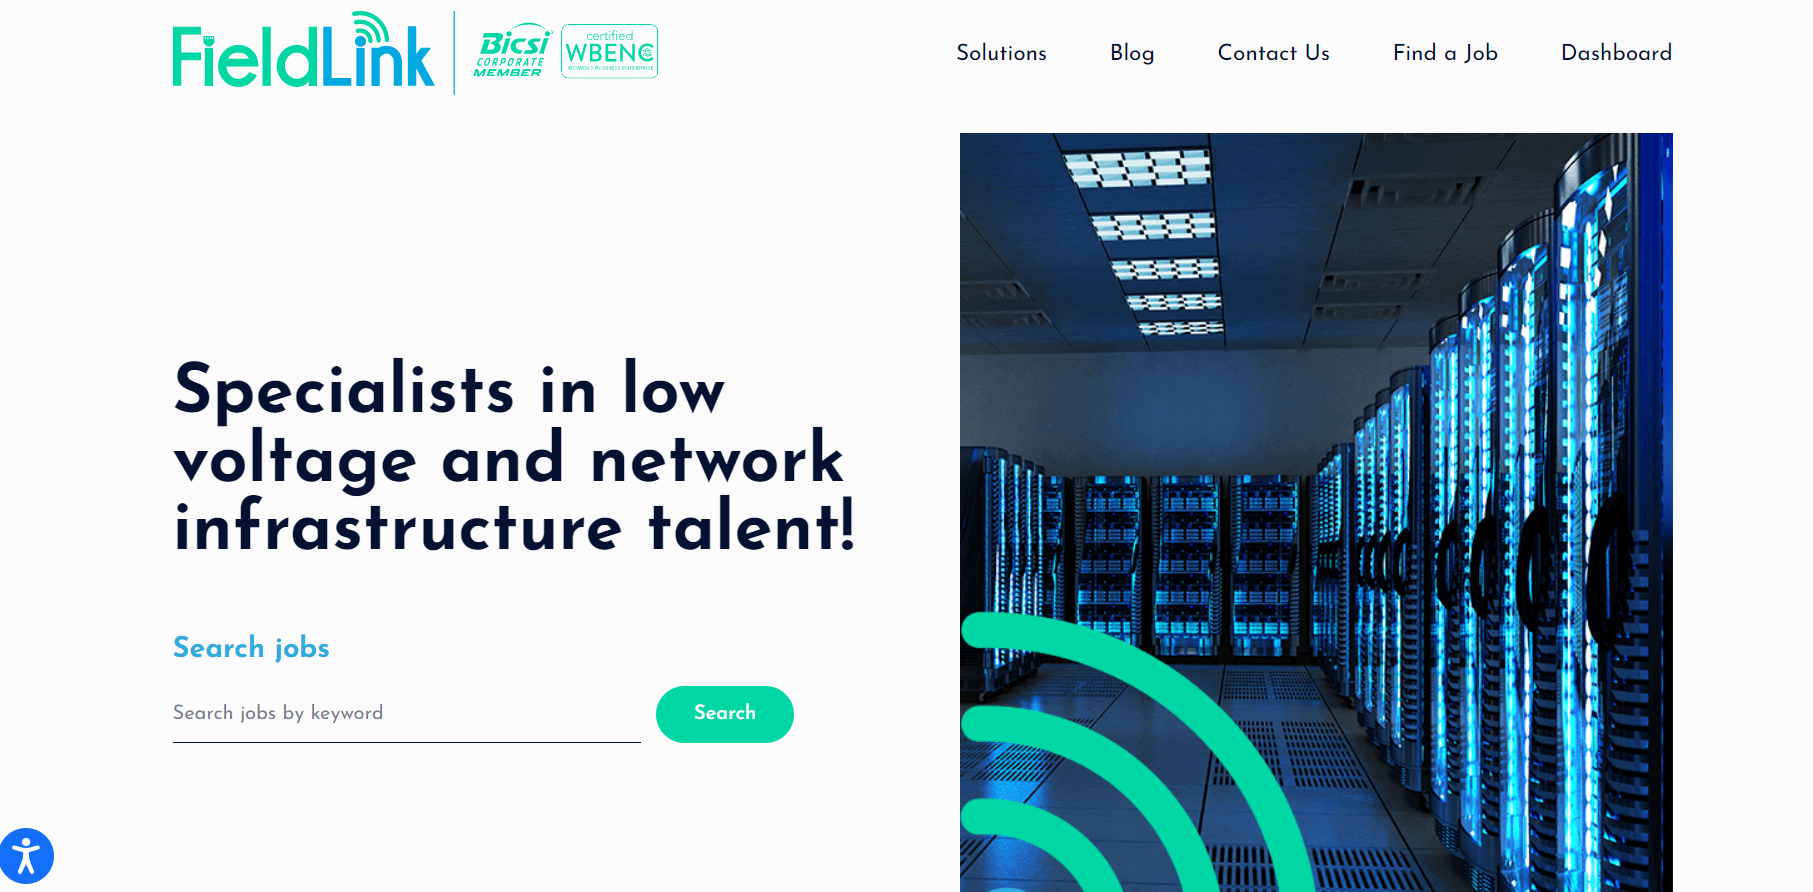 FieldLink
Bicsi
CORPORATE
MEMBER
certified
WBENC
WOMEN'S BUSINESS ENTERPRISE
Solutions
Blog
Contact Us
Find a Job
Dashboard
Specialists in low
voltage and network
infrastructure talent!
Search jobs
Search jobs by keyword
Search